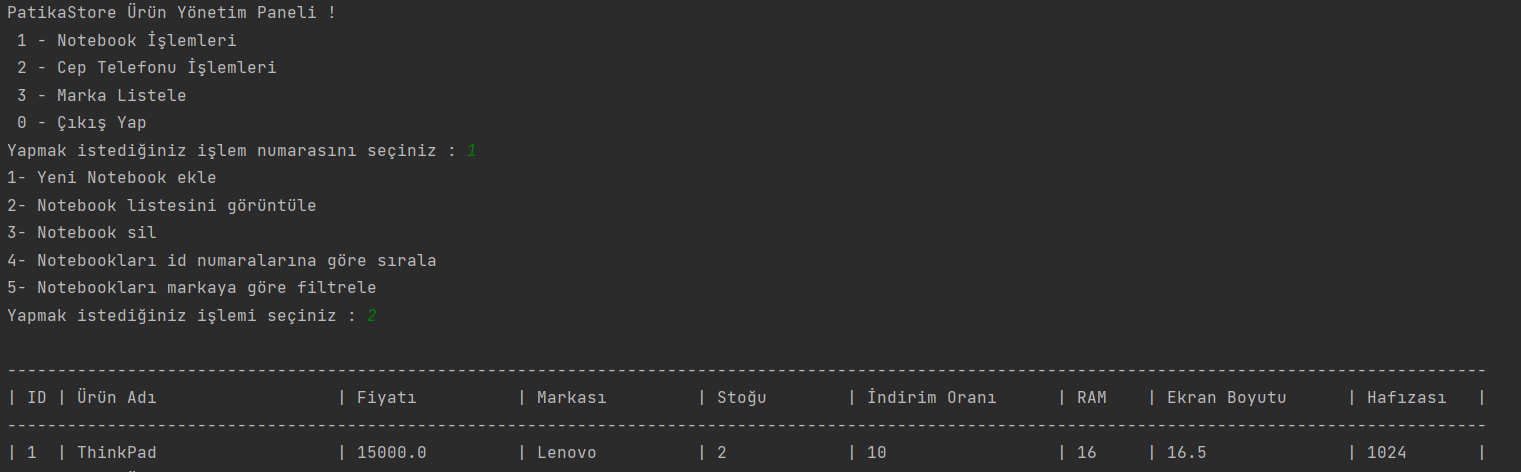 PatikaStore Ürün Yönetim Paneli !
 1 - Notebook İşlemleri
 2 - Cep Telefonu İşlemleri
 3 - Marka Listele
 0 - Çıkış Yap
Yapmak istediğiniz işlem numarasını seçiniz : 1
1- Yeni Notebook ekle
2- Notebook listesini görüntüle
3- Notebook sil
4- Notebookları id numaralarına göre sırala
5- Notebookları markaya göre filtrele
Yapmak istediğiniz işlemi seçiniz : 2
----------------------------------------------------------------------------------------------------------------------------------------------------
| ID | Ürün Adı                  | Fiyatı          | Markası         | Stoğu        | İndirim Oranı      | RAM    | Ekran Boyutu      | Hafızası   |
----------------------------------------------------------------------------------------------------------------------------------------------------
| 1  | ThinkPad                  | 15000.0         | Lenovo          | 2            | 10                 | 16     | 16.5              | 1024       |